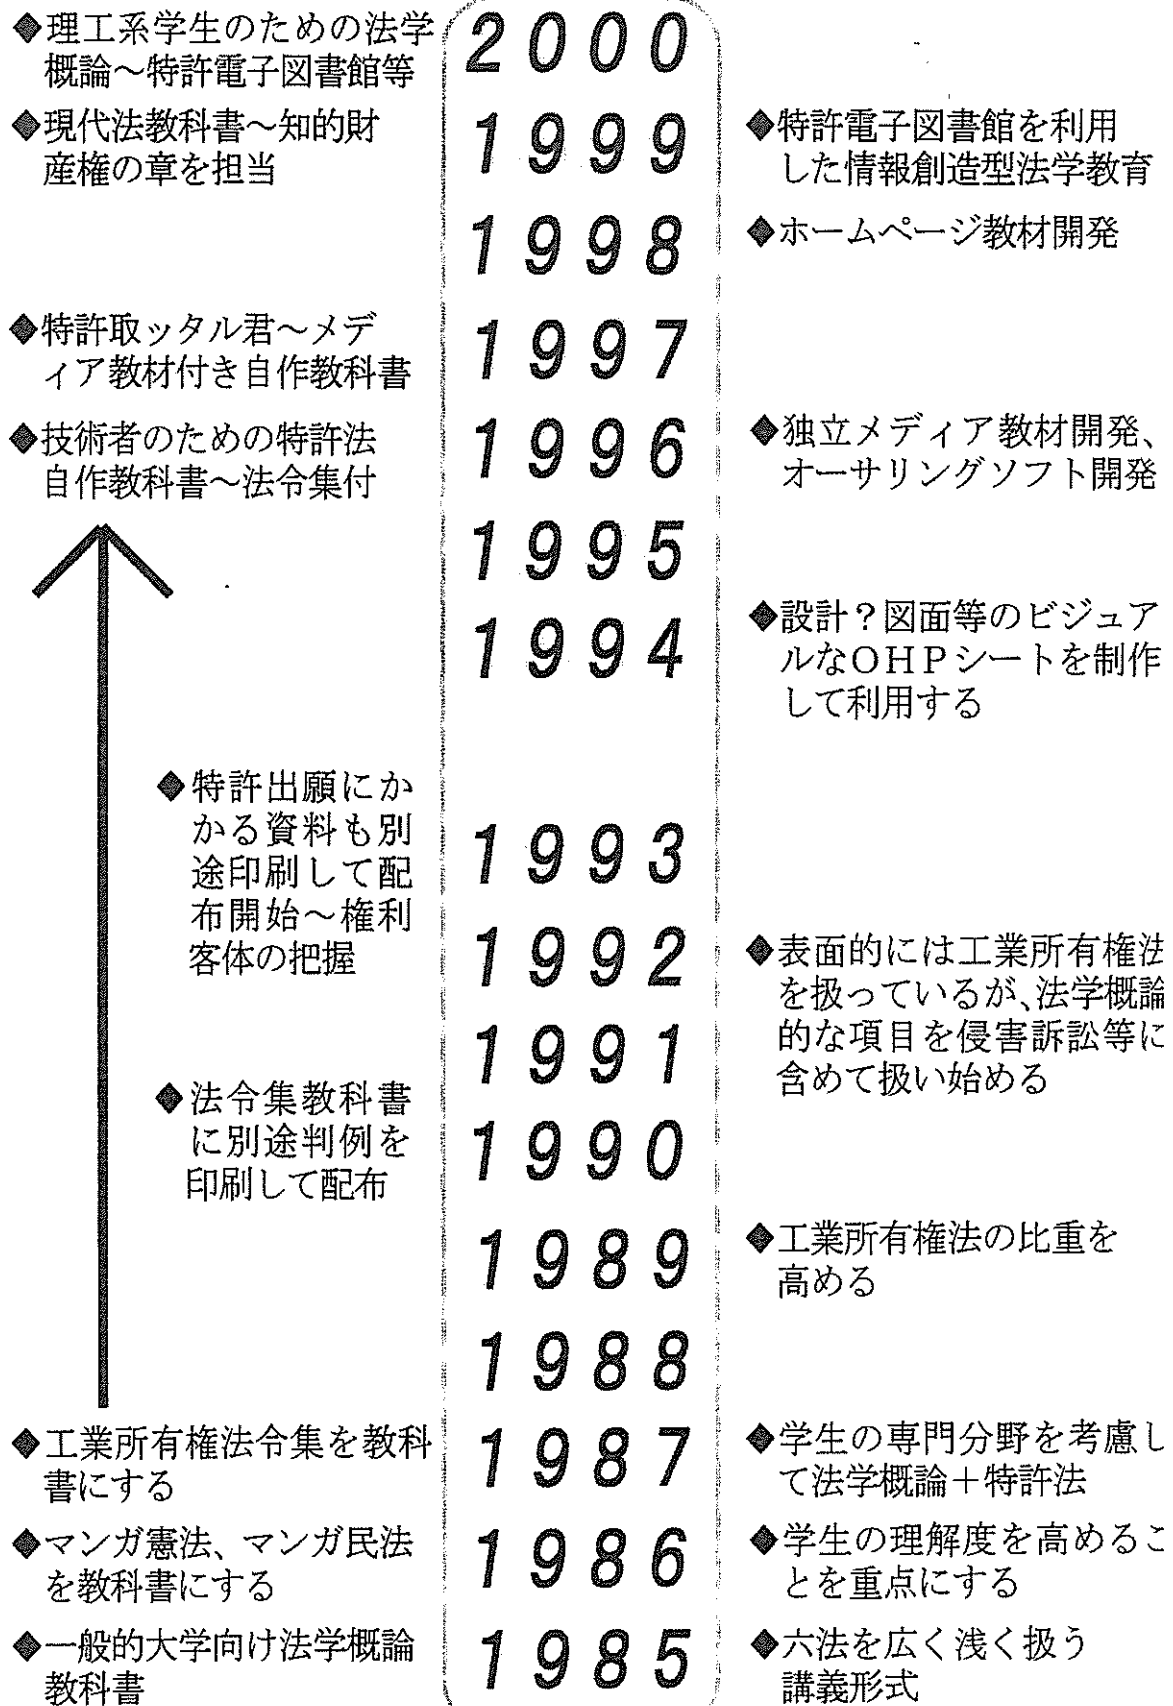 ◆理工系学生のための法学
概論～特許電子図書館等
2000
◆現代法教科書～知的財
産権の章を担当
1999
◆特許電子図書館を利用
した情報創造型法学教育
1998
◆ホームページ教材開発
◆特許取ッタル君～メデ
ィア教材付き自作教科書
1997
◆技術者のための特許法
自作教科書～法令集付
1996
◆独立メディア教材開発、
オーサリングソフト開発
1995
1994
◆設計？図面等のビジュア
ルなOHPシートを制作
して利用する
◆特許出願にか
かる資料も別
途印刷して配
布開始～権利
客体の把握
1993
1992
◆表面的には工業所有権法
を扱っているが、法学概論
的な項目を侵害訴訟等に
含めて扱い始める
1991
◆法令集教科書
に別途判例を
印刷して配布
1990
1989
◆工業所有権法の比重を
高める
1988
◆工業所有権法令集を教科
書にする
1987
◆学生の専門分野を考慮し
て法学概論＋特許法
◆マンガ憲法、マンガ民法
を教科書にする
1986
◆学生の理解度を高めるこ
とを重点にする
◆一般的大学向け法学概論
教科書
1985
◆六法を広く浅く扱う
講義形式